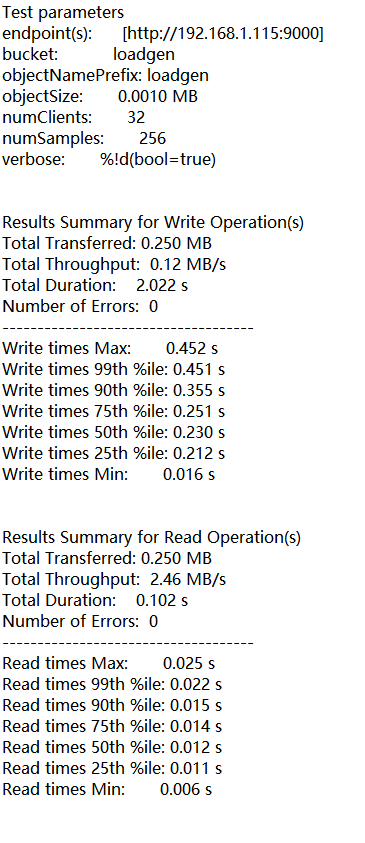 Test parameters
endpoint(s): [http://192.168.1.115:9000]
bucket: loadgen
objectNamePrefix: loadgen
objectSize: 0.0010 MB
numClients: 32
numSamples: 256
verbose: %!d(bool=true)
Results Summary for Write Operation(s)
Total Transferred: 0.250 MB
Total Throughput: 0.12 MB/s
Total Duration: 2.022 s
Number of Errors: 0
------------------------------------
Write times Max: 0.452 s
Write times 99th %ile: 0.451 s
Write times 90th %ile: 0.355 s
Write times 75th %ile: 0.251 s
Write times 50th %ile: 0.230 s
Write times 25th %ile: 0.212 s
Write times Min: 0.016 s
Results Summary for Read Operation(s)
Total Transferred: 0.250 MB
Total Throughput: 2.46 MB/s
Total Duration: 0.102 s
Number of Errors: 0
------------------------------------
Read times Max: 0.025 s
Read times 99th %ile: 0.022 s
Read times 90th %ile: 0.015 s
Read times 75th %ile: 0.014 s
Read times 50th %ile: 0.012 s
Read times 25th %ile: 0.011 s
Read times Min: 0.006 s